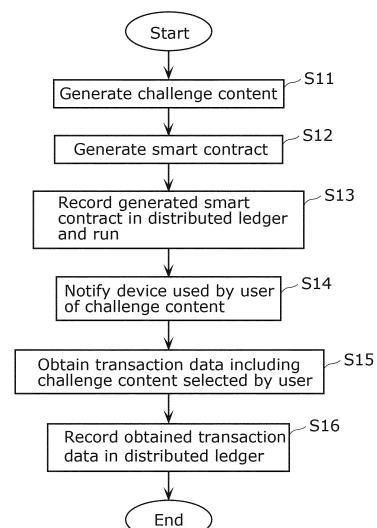 Start
Generate challenge content
S11
Generate smart contract
S12
Record generated smart
contract in distributed ledger
and run
S13
Notify device used by user
of challenge content
S14
Obtain transaction data including
challenge content selected by user
S15
Record obtained transaction
data in distributed ledger
S16
End